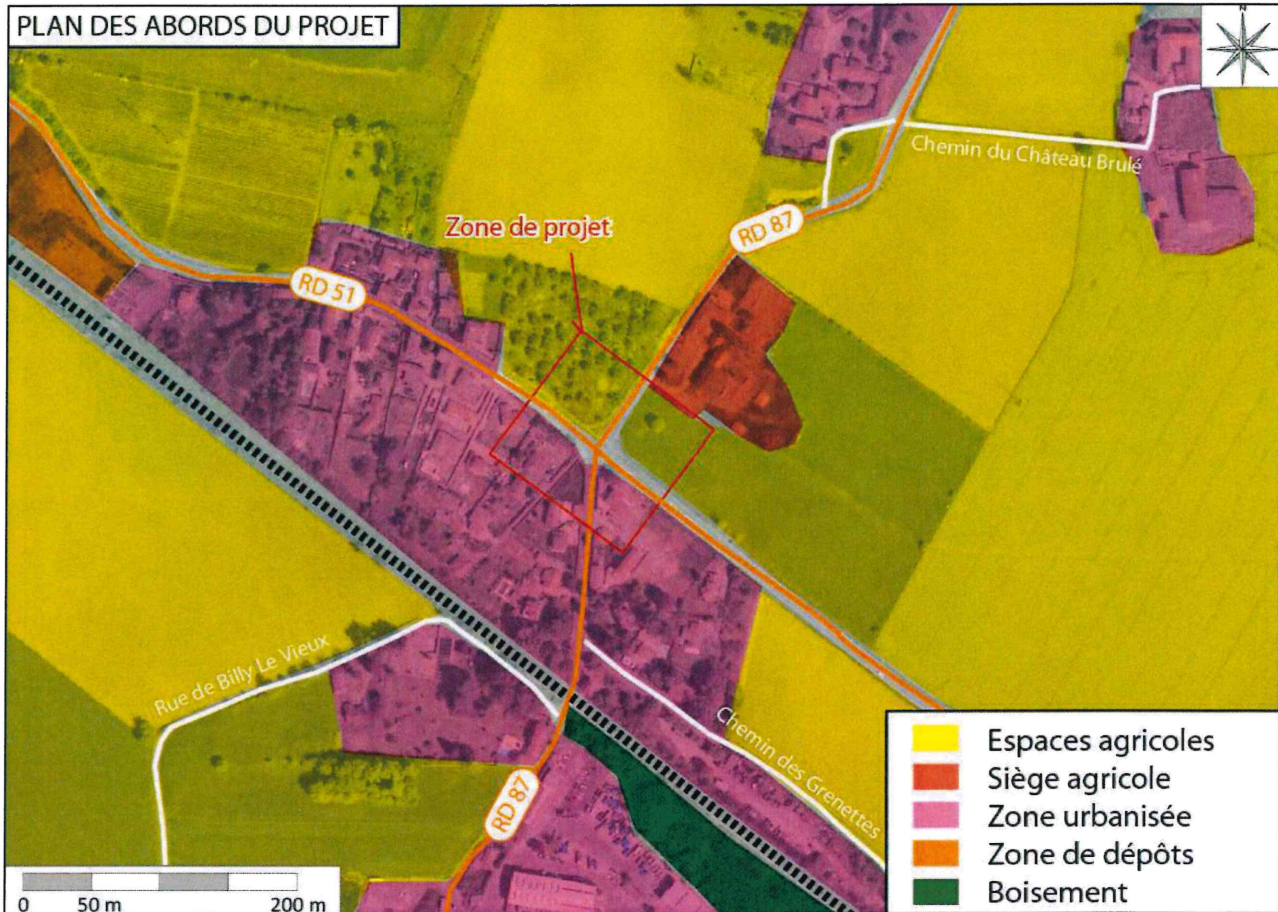 PLAN DES ABORDS DU PROJET
N
Chemin du Château Brulé
Zone de projet
RD 87
RD 51
Rue de Billy Le Vieux
Chemin des Grenettes
RD 87
Espaces agricoles
Siège agricole
Zone urbanisée
Zone de dépôts
Boisement
0 50 m 200 m